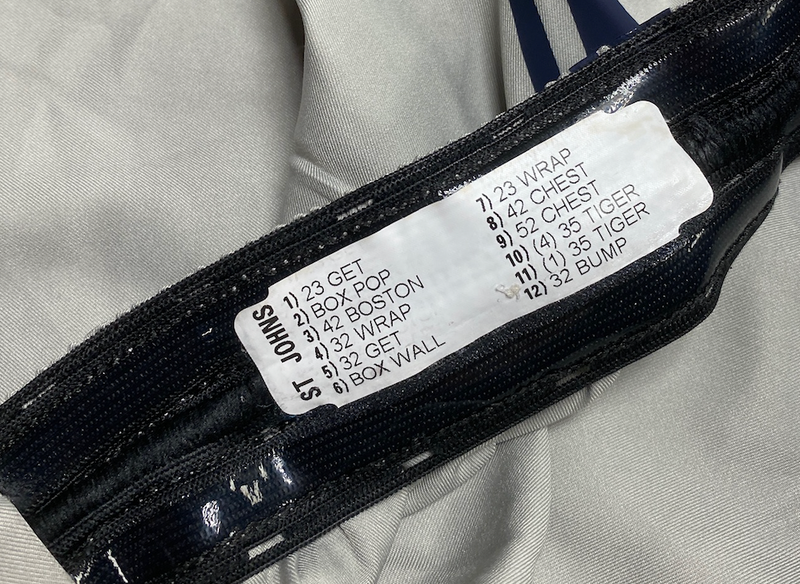 ST JOHNS
1) 23 GET
2) BOX POP
3) 42 BOSTON
4) 32 WRAP
5) 32 GET
6) BOX WALL
7) 23 WRAP
8) 42 CHEST
9) 52 CHEST
10) (4) 35 TIGER
11) (1) 35 TIGER
12) 32 BUMP